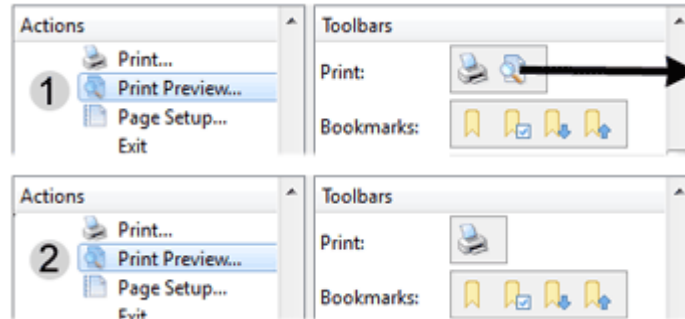 Actions
Print...
1 Print Preview...
Page Setup...
Exit
Toolbars
Print:
Bookmarks:
Actions
Print...
2 Print Preview...
Page Setup...
Exit
Toolbars
Print:
Bookmarks: